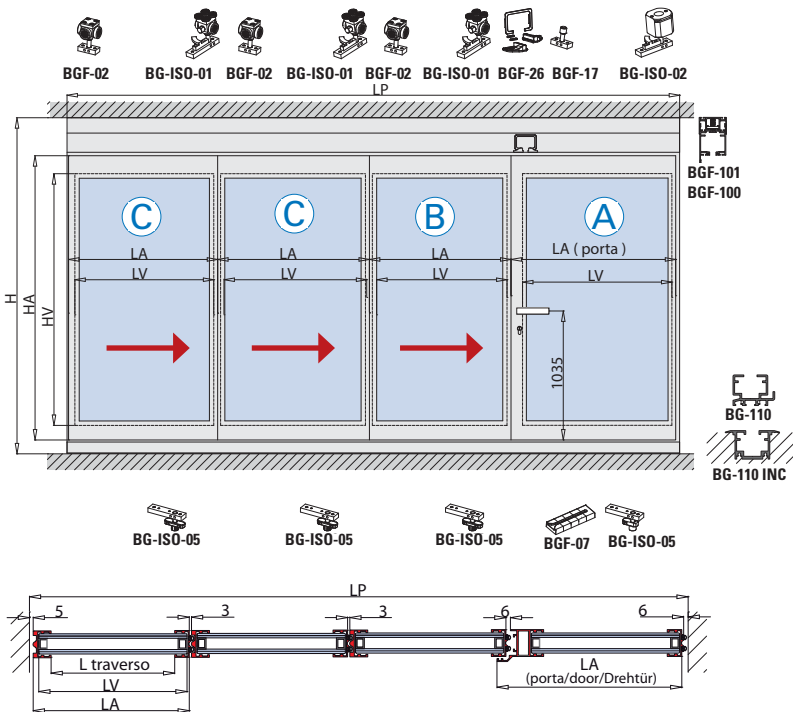 BGF-02 BG-ISO-01 BGF-02 BG-ISO-01 BGF-02 BG-ISO-01 BGF-26 BGF-17 BG-ISO-02
LP
BGF-101
BGF-100
C C B A
LA LA LA LA ( porta )
LV LV LV LV
H HA HV
1035
BG-110
BG-110 INC
BG-ISO-05 BG-ISO-05 BG-ISO-05 BGF-07 BG-ISO-05
LP
5 3 3 6 6
L traverso
LV
LA
LA
(porta/door/Drehtür)